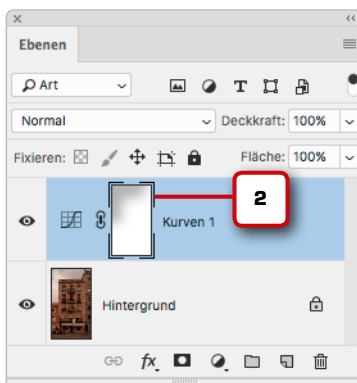 Ebenen
Art
Normal Deckkraft: 100%
Fixieren: Fläche: 100%
2
Kurven 1
Hintergrund
fx